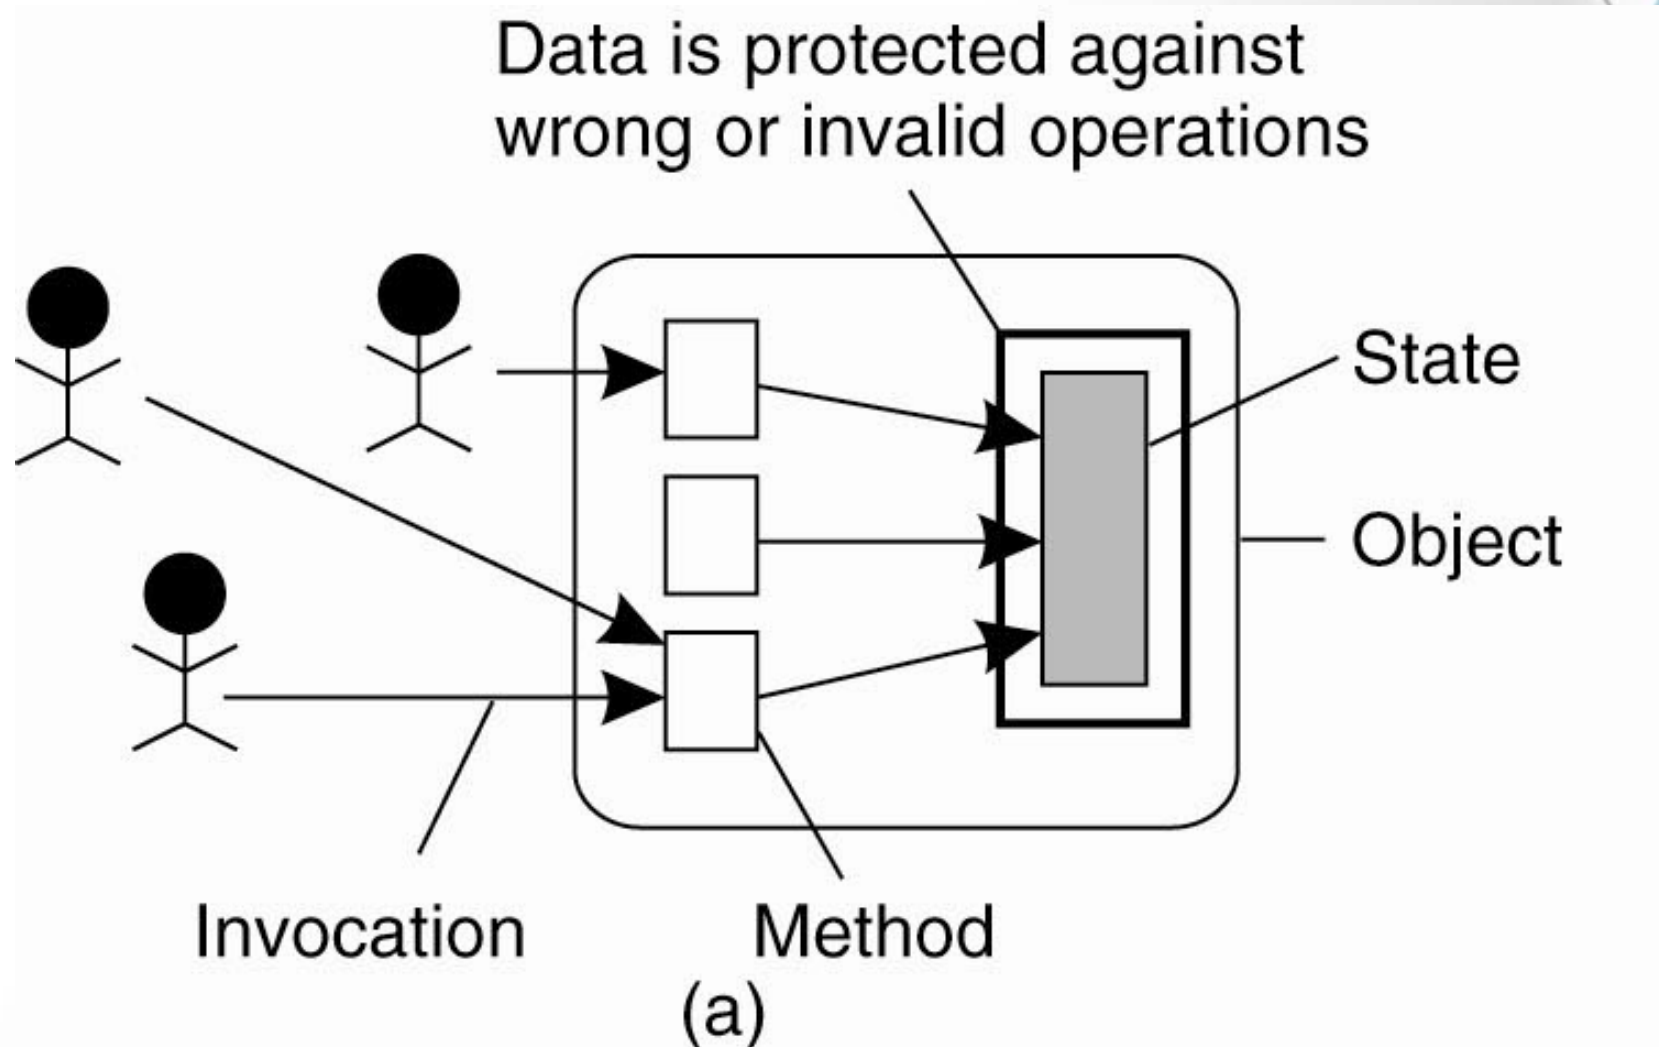 Data is protected against
wrong or invalid operations
State
Object
Invocation
Method
(a)